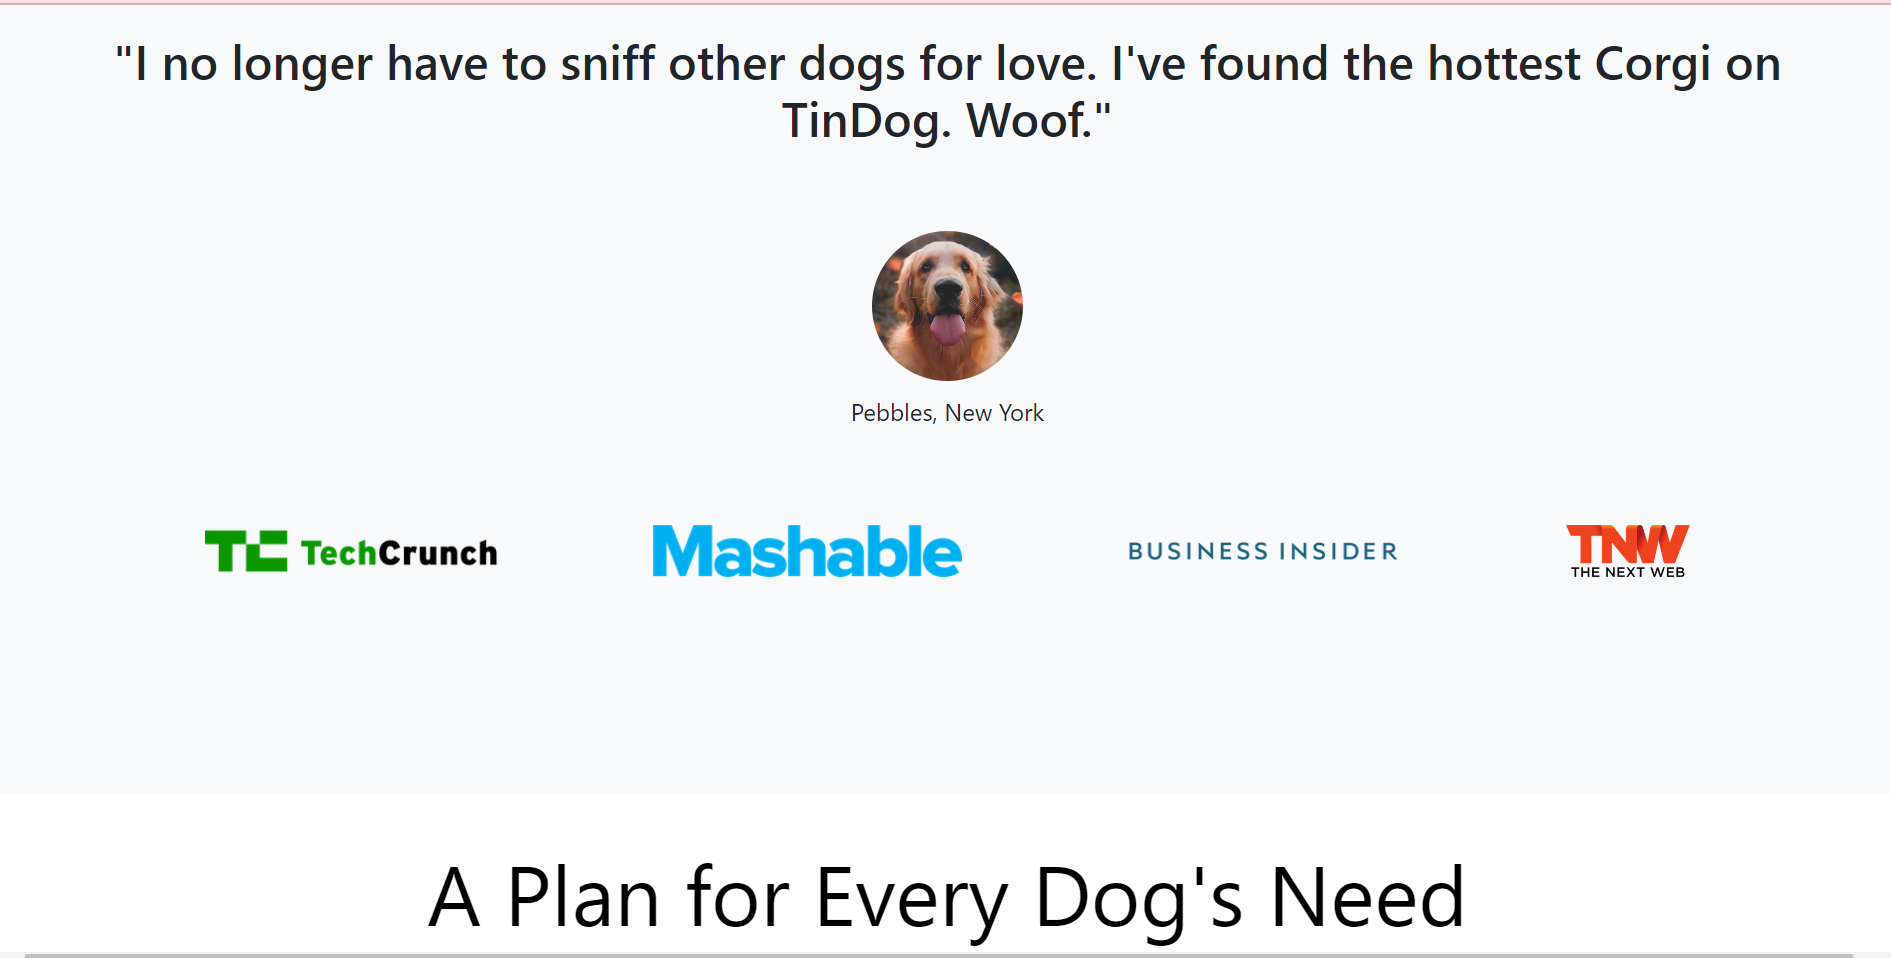 "I no longer have to sniff other dogs for love. I've found the hottest Corgi on
TinDog. Woof."
Pebbles, New York
TC TechCrunch
Mashable
BUSINESS INSIDER
TNW
THE NEXT WEB
A Plan for Every Dog's Need